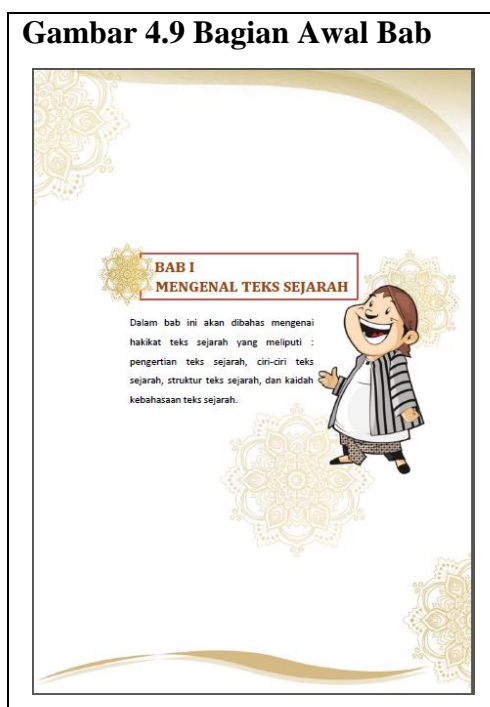 Gambar 4.9 Bagian Awal Bab
BAB I
MENGENAL TEKS SEJARAH
Dalam bab ini akan dibahas mengenai
hakikat teks sejarah yang meliputi :
pengertian teks sejarah, ciri-ciri teks
sejarah, struktur teks sejarah, dan kaidah
kebahasaan teks sejarah.